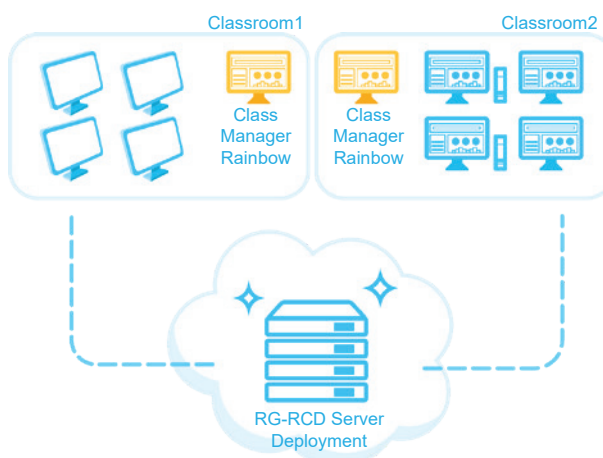 Classroom1
Classroom2
Class
Manager
Rainbow
Class
Manager
Rainbow
RG-RCD Server
Deployment